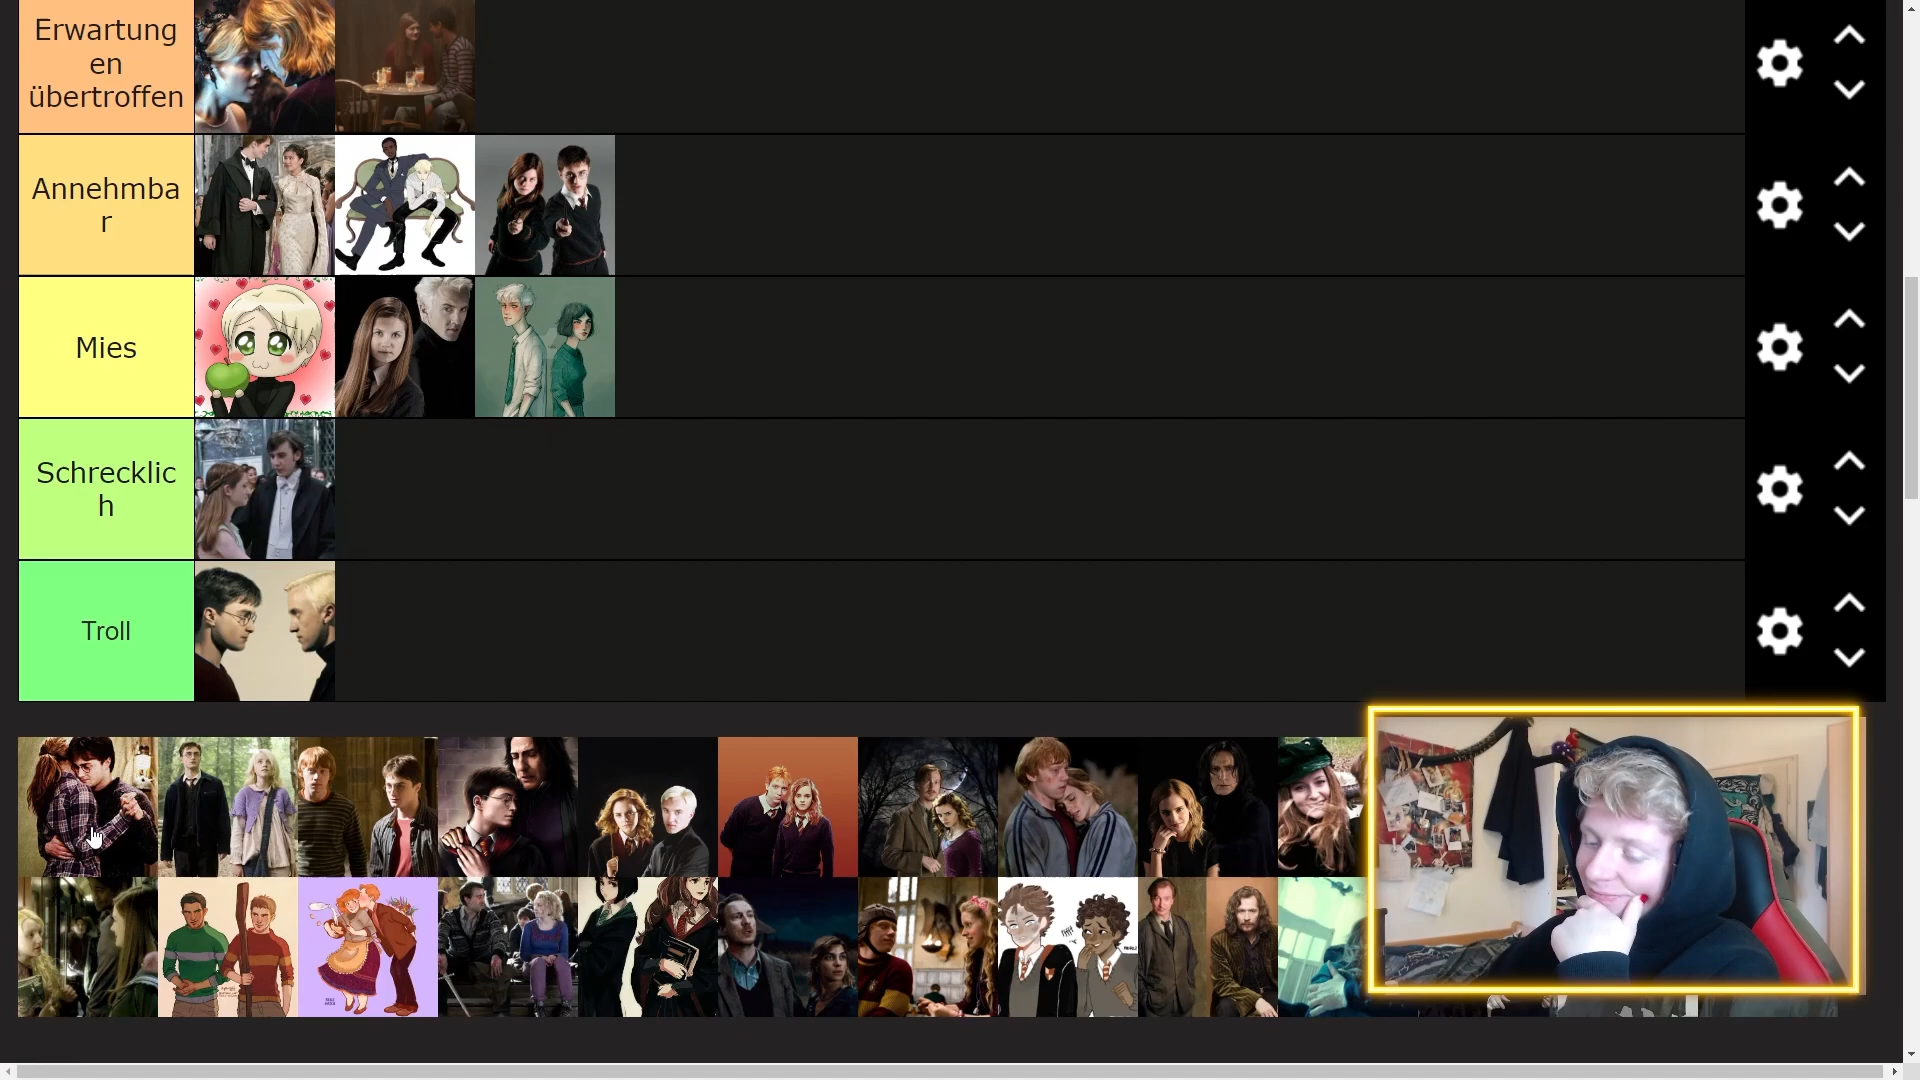 Erwartung
en
übertroffen
Annehmba
r
Mies
Schrecklic
h
Troll